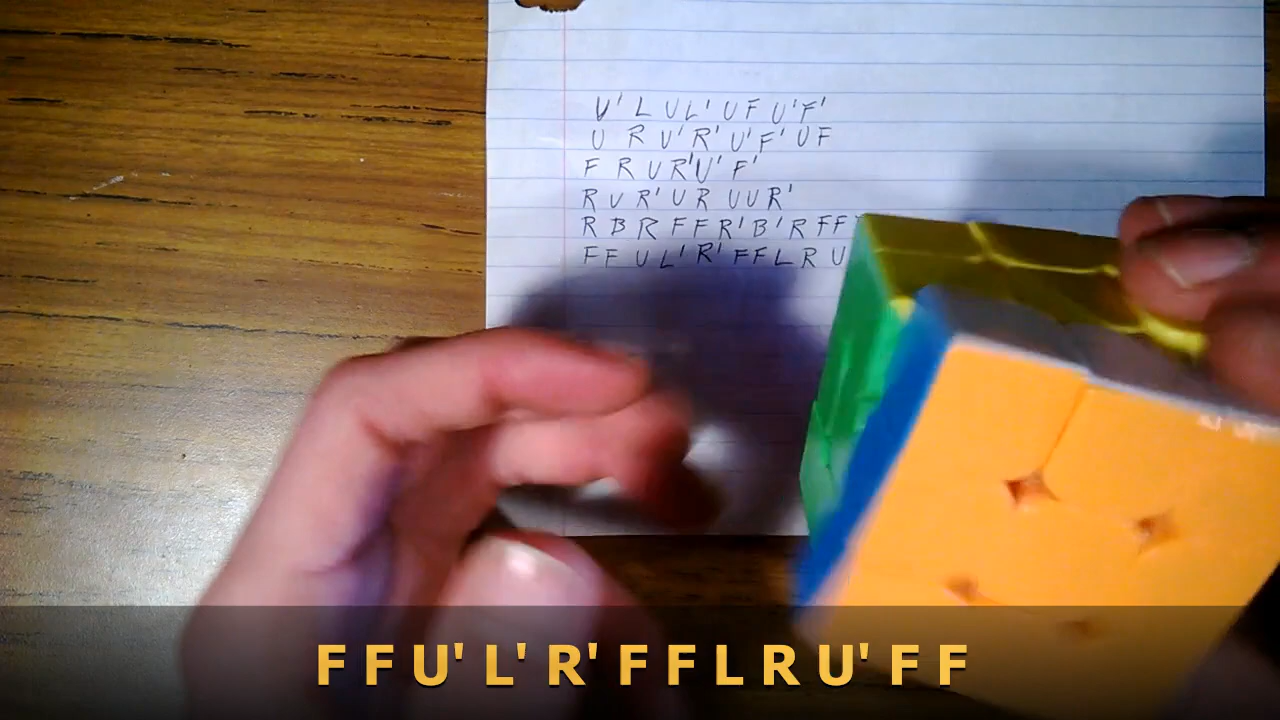 U' L U L' U F U' F'
U R U' R' U' F' U F
F R U R' U' F'
R U R' U R U U R'
R B R F F R' B' R F F
F F U L' R' F F L R U
F F U' L' R' F F L R U' F F